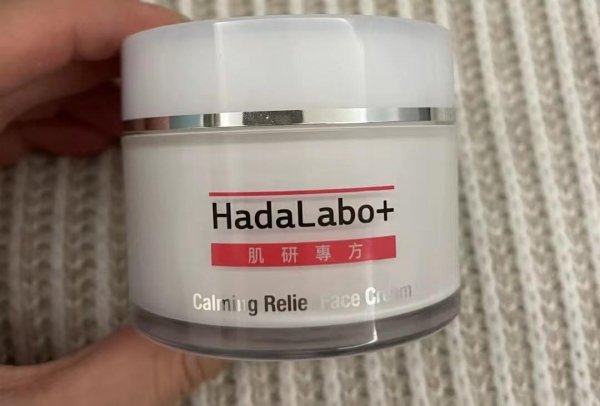 HadaLabo+
肌研專方
Calming Relief Face Cream